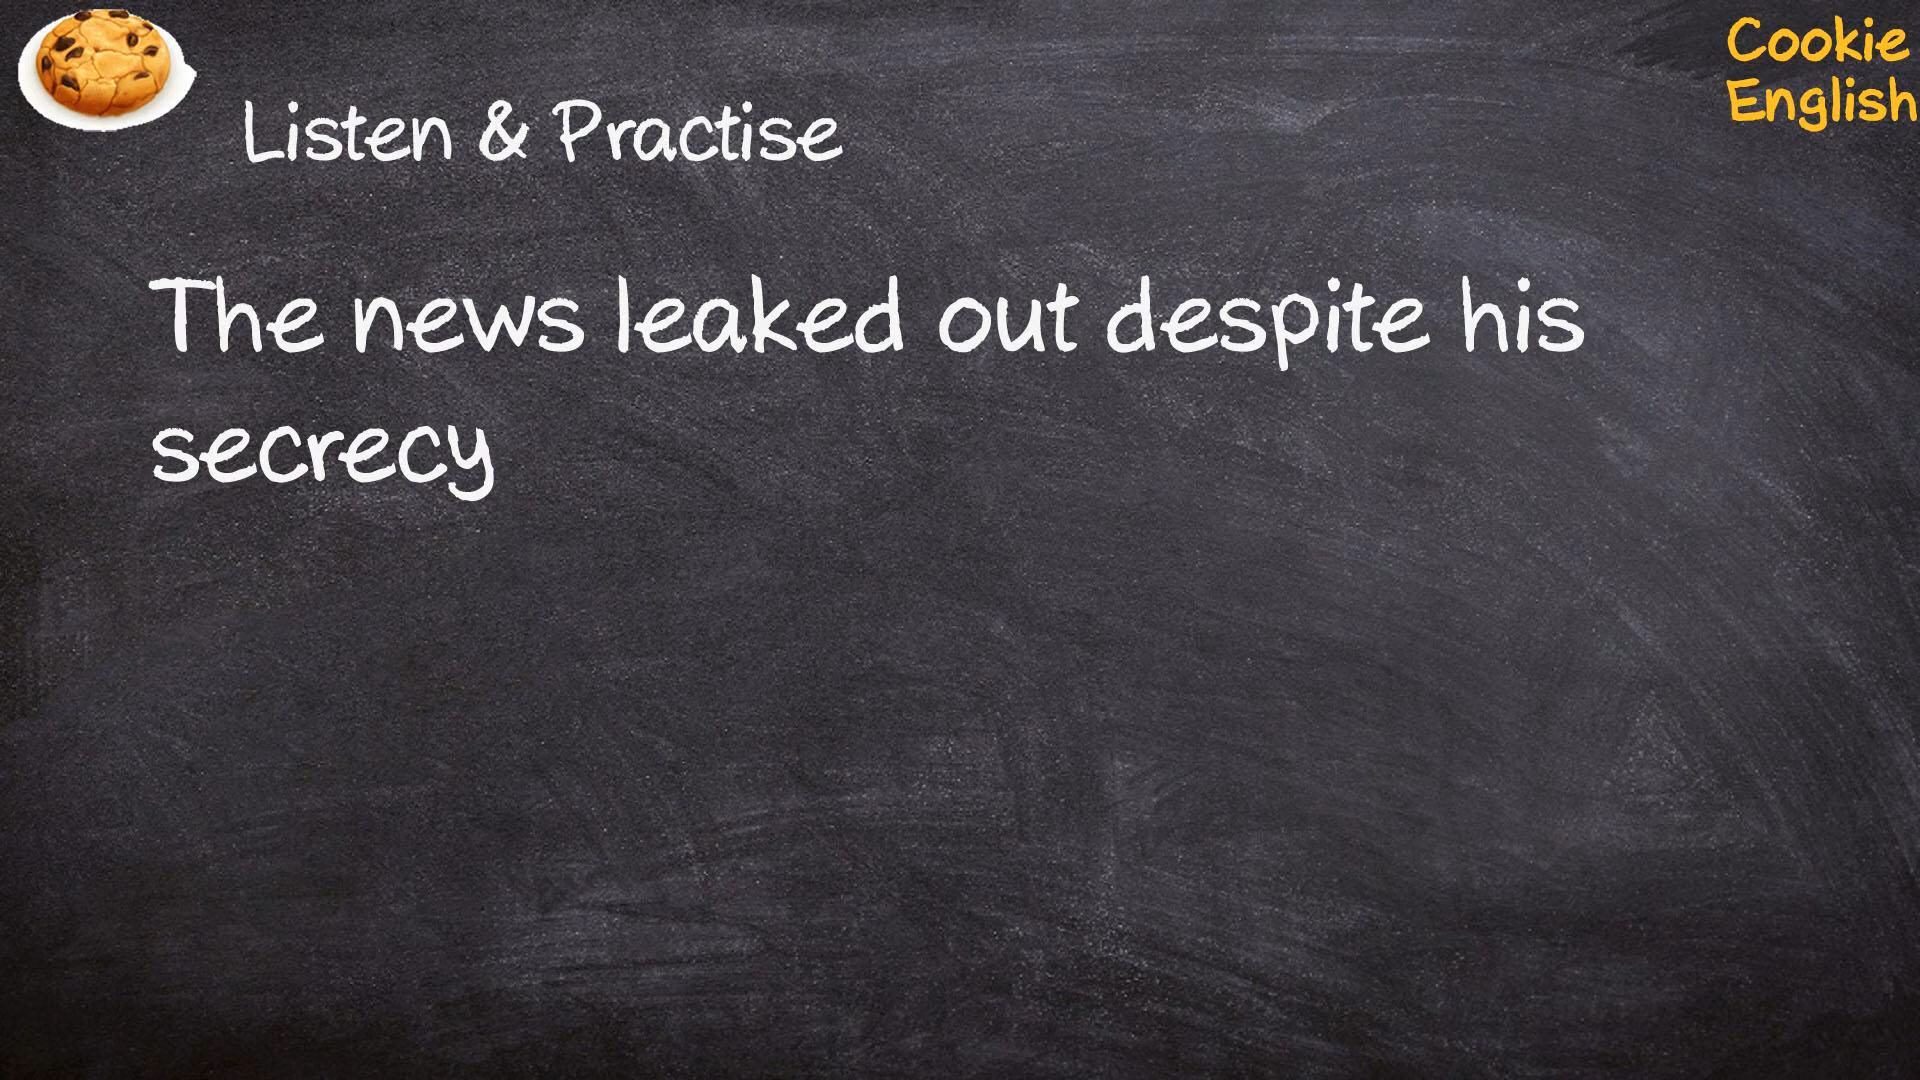 Cookie
English
Listen & Practise
The news leaked out despite his
secrecy